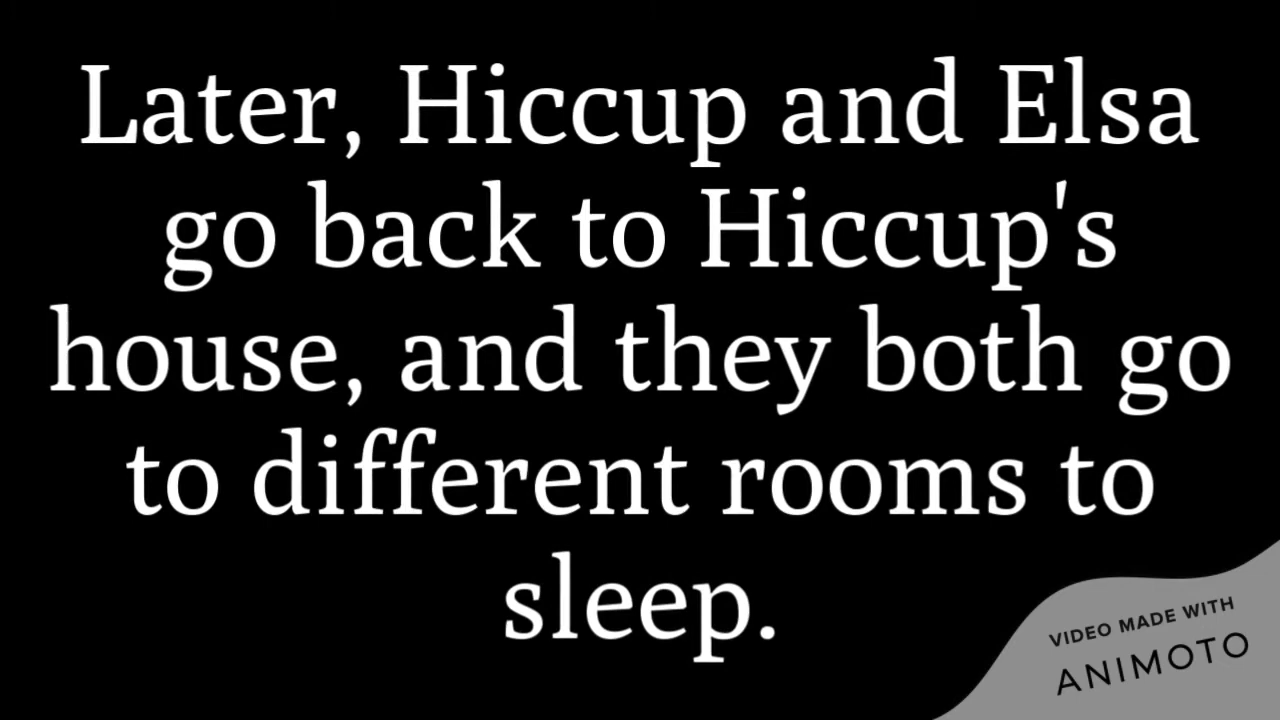 Later, Hiccup and Elsa
go back to Hiccup's
house, and they both go
to different rooms to
sleep.
VIDEO MADE WITH
ANIMOTO